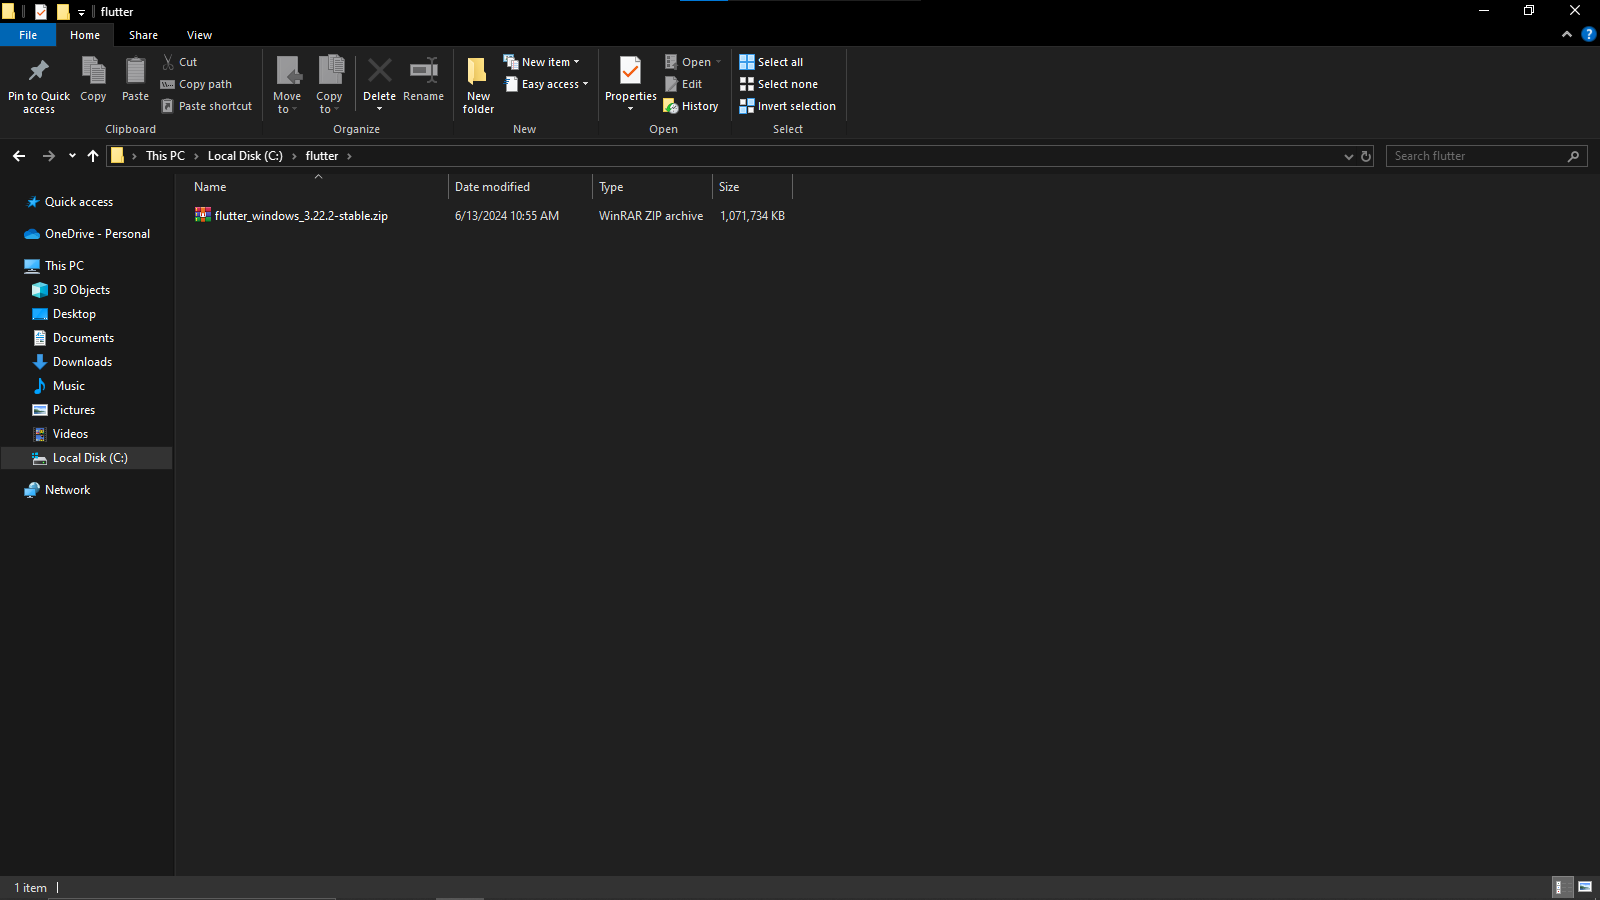 flutter
File Home Share View
Pin to Quick access
Copy
Paste
Cut
Copy path
Paste shortcut
Clipboard
Move to
Copy to
Delete
Rename
Organize
New folder
New item
Easy access
New
Properties
Open
Edit
History
Open
Select all
Select none
Invert selection
Select
This PC › Local Disk (C:) › flutter ›
Search flutter
Name Date modified Type Size
flutter_windows_3.22.2-stable.zip 6/13/2024 10:55 AM WinRAR ZIP archive 1,071,734 KB
Quick access
OneDrive - Personal
This PC
3D Objects
Desktop
Documents
Downloads
Music
Pictures
Videos
Local Disk (C:)
Network
1 item